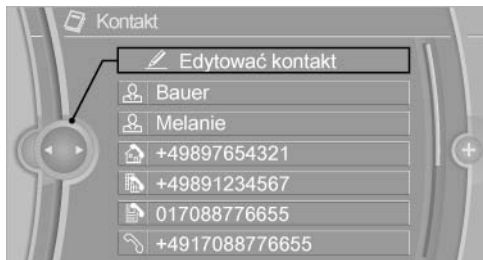 Kontakt
Edytować kontakt
Bauer
Melanie
+49897654321
+49891234567
017088776655
+4917088776655